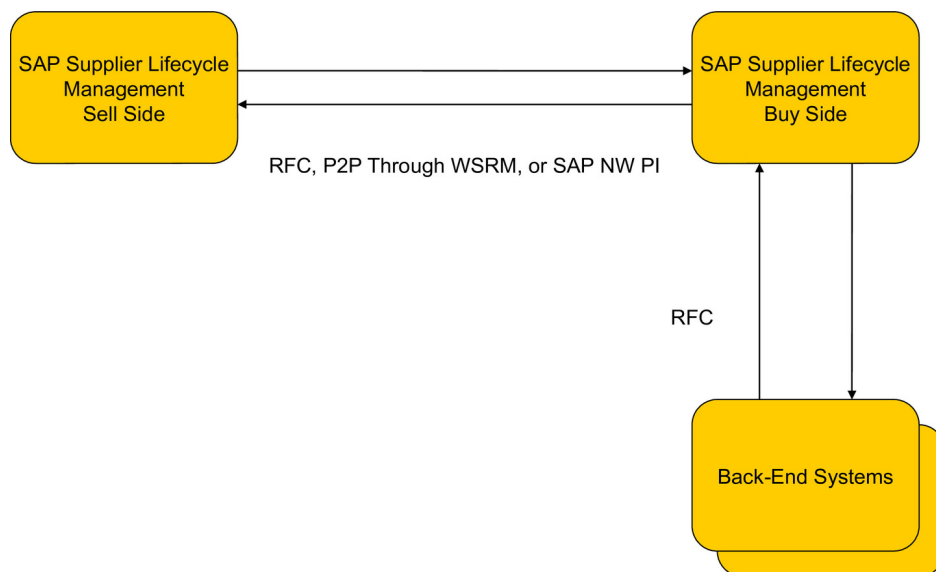 SAP Supplier Lifecycle
Management
Sell Side
SAP Supplier Lifecycle
Management
Buy Side
RFC, P2P Through WSRM, or SAP NW PI
RFC
Back-End Systems